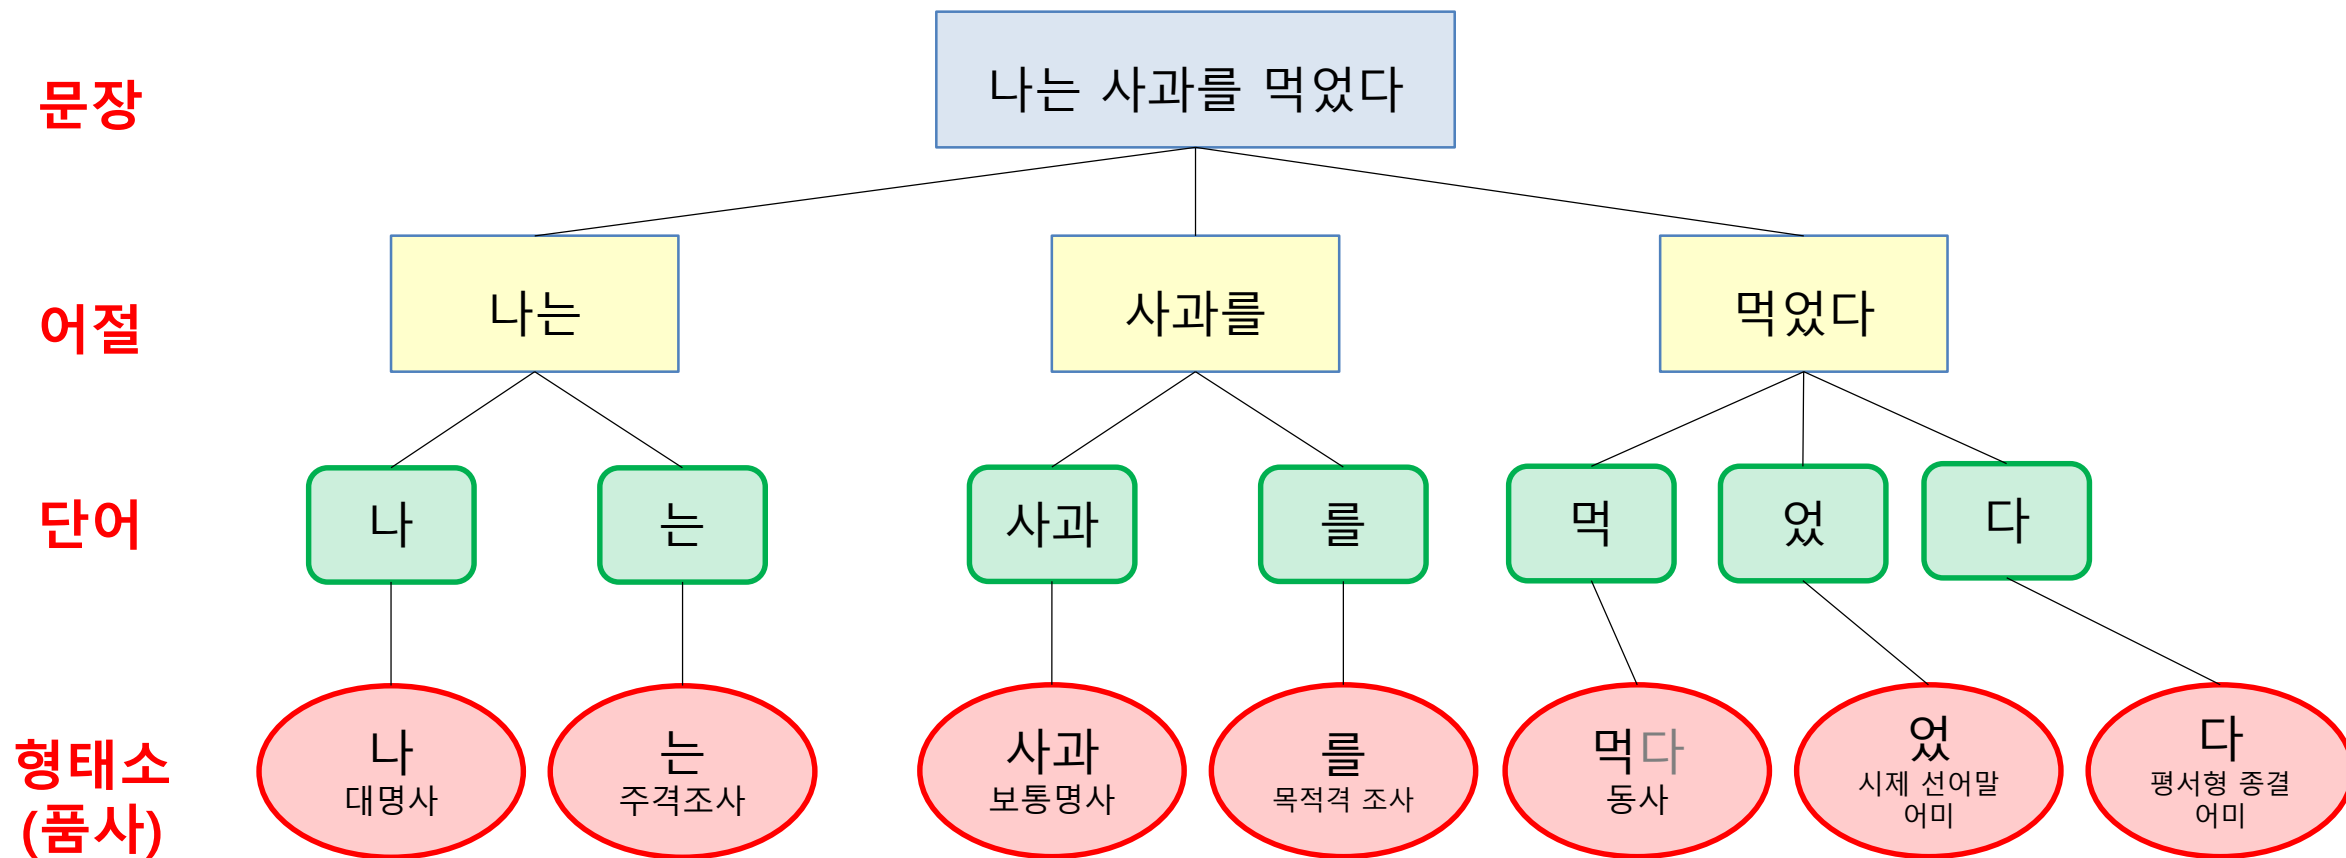 문장
나는 사과를 먹었다
어절
나는
사과를
먹었다
단어
나
는
사과
를
먹
었
다
형태소
(품사)
나
대명사
는
주격조사
사과
보통명사
를
목적격 조사
먹다
동사
었
시제 선어말
어미
다
평서형 종결
어미